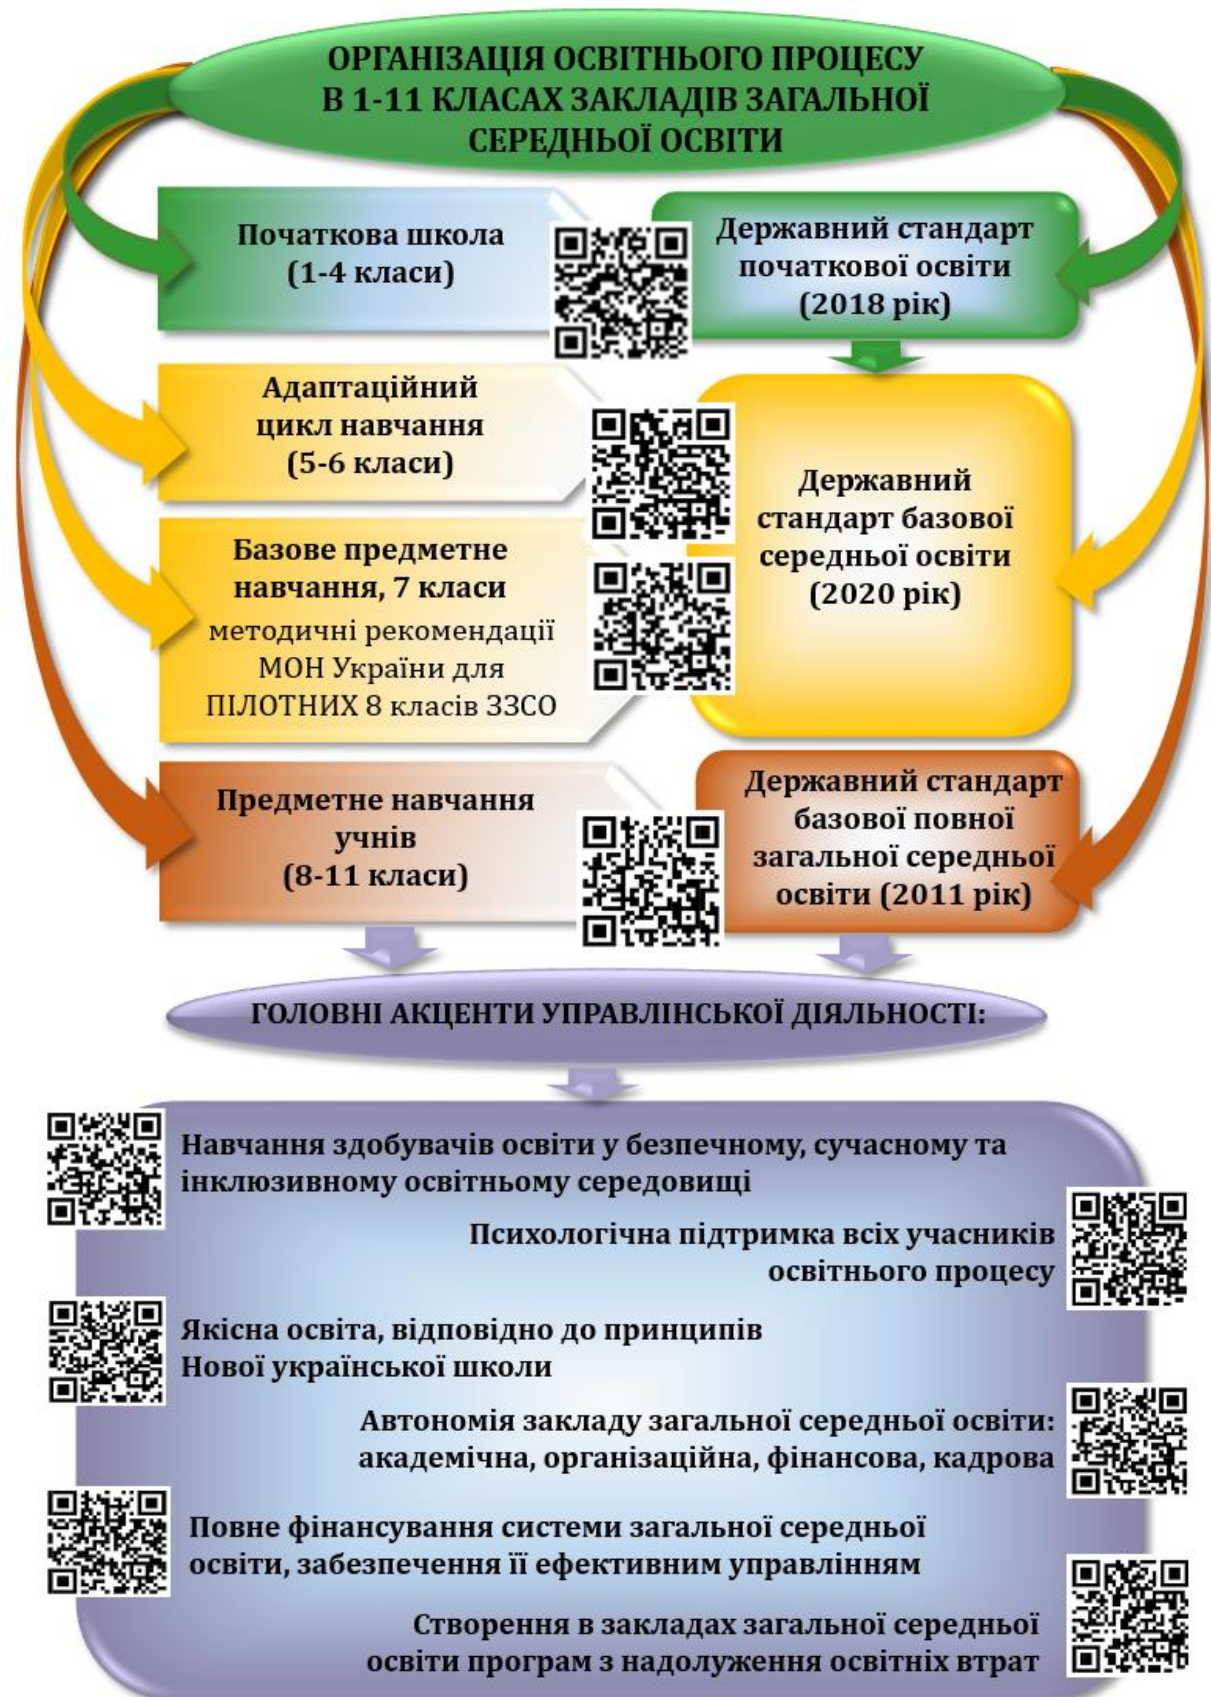 ОРГАНІЗАЦІЯ ОСВІТНЬОГО ПРОЦЕСУ
В 1-11 КЛАСАХ ЗАКЛАДІВ ЗАГАЛЬНОЇ
СЕРЕДНЬОЇ ОСВІТИ
Початкова школа
(1-4 класи)
Державний стандарт
початкової освіти
(2018 рік)
Адаптаційний
цикл навчання
(5-6 класи)
Базове предметне
навчання, 7 класи
методичні рекомендації
МОН України для
ПІЛОТНИХ 8 класів ЗЗСО
Державний
стандарт базової
середньої освіти
(2020 рік)
Предметне навчання
учнів
(8-11 класи)
Державний стандарт
базової повної
загальної середньої
освіти (2011 рік)
ГОЛОВНІ АКЦЕНТИ УПРАВЛІНСЬКОЇ ДІЯЛЬНОСТІ:
Навчання здобувачів освіти у безпечному, сучасному та
інклюзивному освітньому середовищі
Психологічна підтримка всіх учасників
освітнього процесу
Якісна освіта, відповідно до принципів
Нової української школи
Автономія закладу загальної середньої освіти:
академічна, організаційна, фінансова, кадрова
Повне фінансування системи загальної середньої
освіти, забезпечення її ефективним управлінням
Створення в закладах загальної середньої
освіти програм з надолуження освітніх втрат